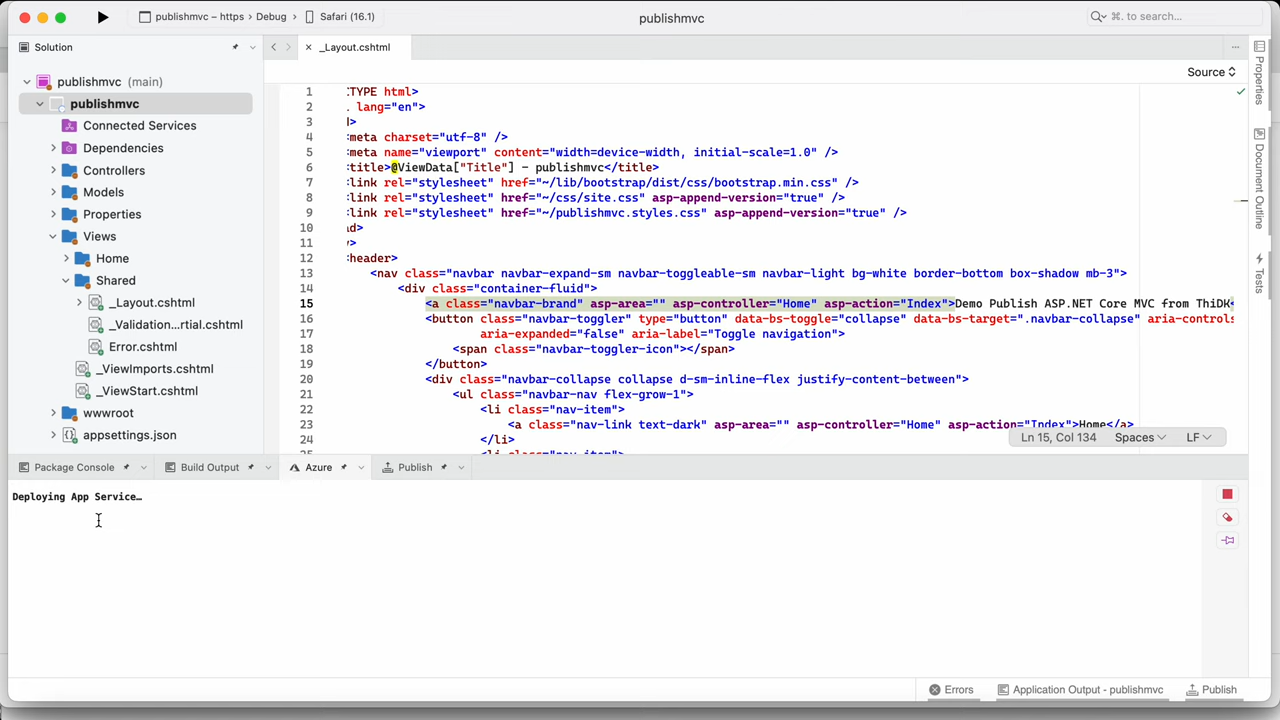 publishmvc – https › Debug › Safari (16.1)
publishmvc
⌘. to search...
Solution
_Layout.cshtml
Source
publishmvc (main)
publishmvc
Connected Services
Dependencies
Controllers
Models
Properties
Views
Home
Shared
_Layout.cshtml
_Validation...rtial.cshtml
Error.cshtml
_ViewImports.cshtml
_ViewStart.cshtml
wwwroot
appsettings.json
1 :TYPE html>
2 . lang="en">
3 l>
4 :meta charset="utf-8" />
5 :meta name="viewport" content="width=device-width, initial-scale=1.0" />
6 :title>@ViewData["Title"] - publishmvc</title>
7 :link rel="stylesheet" href="~/lib/bootstrap/dist/css/bootstrap.min.css" />
8 :link rel="stylesheet" href="~/css/site.css" asp-append-version="true" />
9 :link rel="stylesheet" href="~/publishmvc.styles.css" asp-append-version="true" />
10 ad>
11 y>
12 :header>
13 <nav class="navbar navbar-expand-sm navbar-toggleable-sm navbar-light bg-white border-bottom box-shadow mb-3">
14 <div class="container-fluid">
15 <a class="navbar-brand" asp-area="" asp-controller="Home" asp-action="Index">Demo Publish ASP.NET Core MVC from ThiDK<
16 <button class="navbar-toggler" type="button" data-bs-toggle="collapse" data-bs-target=".navbar-collapse" aria-controls
17 aria-expanded="false" aria-label="Toggle navigation">
18 <span class="navbar-toggler-icon"></span>
19 </button>
20 <div class="navbar-collapse collapse d-sm-inline-flex justify-content-between">
21 <ul class="navbar-nav flex-grow-1">
22 <li class="nav-item">
23 <a class="nav-link text-dark" asp-area="" asp-controller="Home" asp-action="Index">Home</a>
24 </li>
Ln 15, Col 134 Spaces LF
Properties
Document Outline
Tests
Package Console
Build Output
Azure
Publish
Deploying App Service…
Errors
Application Output - publishmvc
Publish